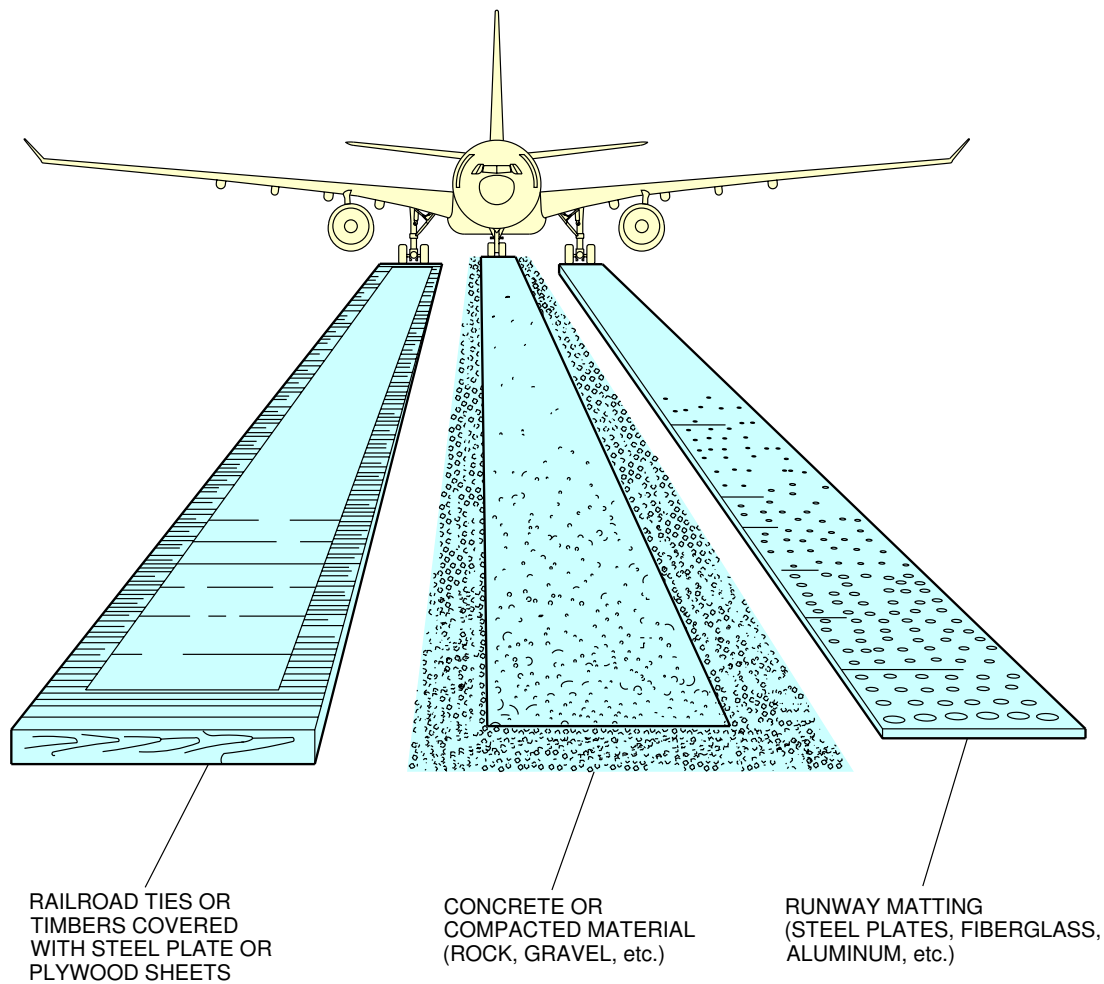 RAILROAD TIES OR
TIMBERS COVERED
WITH STEEL PLATE OR
PLYWOOD SHEETS
CONCRETE OR
COMPACTED MATERIAL
(ROCK, GRAVEL, etc.)
RUNWAY MATTING
(STEEL PLATES, FIBERGLASS,
ALUMINUM, etc.)